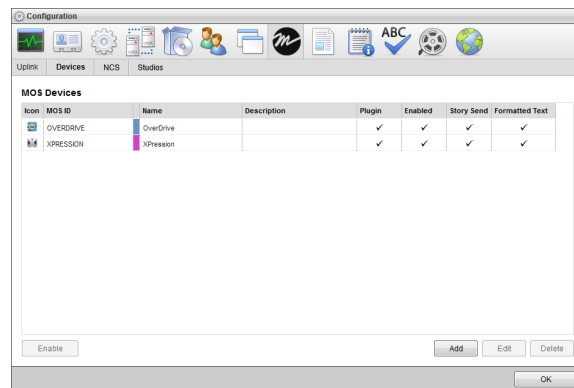 Configuration
ABC
Uplink Devices NCS Studios
MOS Devices
Icon MOS ID Name Description Plugin Enabled Story Send Formatted Text
OVERDRIVE OverDrive ✓ ✓ ✓ ✓
XPRESSION XPression ✓ ✓ ✓ ✓
Enable Add Edit Delete
OK